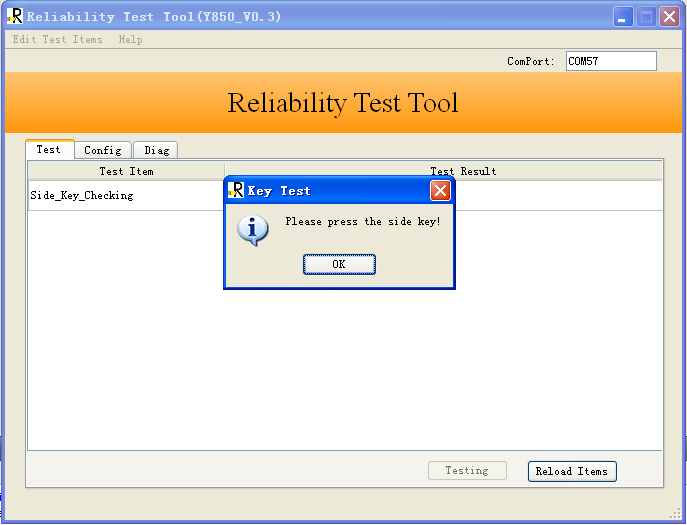 Reliability Test Tool(Y850_V0.3)
Edit Test Items Help
ComPort: COM57
Reliability Test Tool
Test Config Diag
Test Item Test Result
Side_Key_Checking
Key Test
Please press the side key!
OK
Testing Reload Items